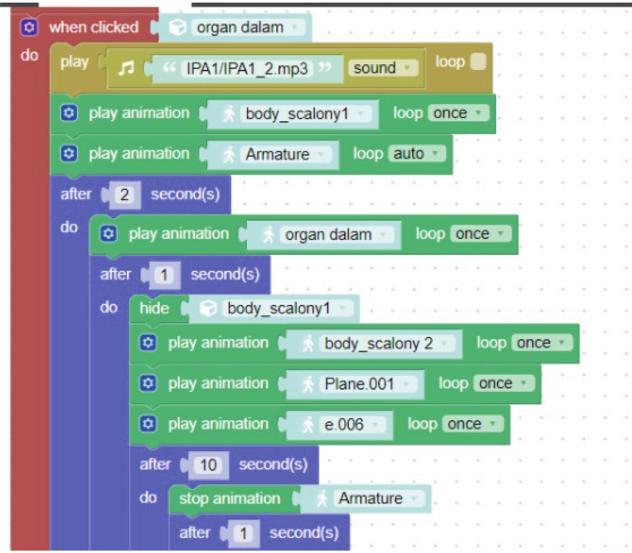 when clicked organ dalam
do play “ IPA1/IPA1_2.mp3 ” sound loop
play animation body_scalony1 loop once
play animation Armature loop auto
after 2 second(s)
do play animation organ dalam loop once
after 1 second(s)
do hide body_scalony1
play animation body_scalony 2 loop once
play animation Plane.001 loop once
play animation e.006 loop once
after 10 second(s)
do stop animation Armature
after 1 second(s)